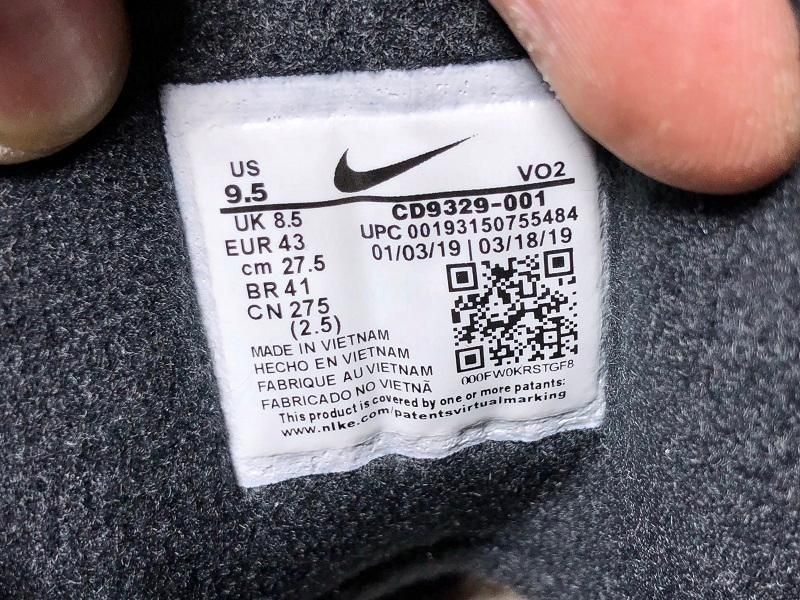 US
9.5
VO2
UK 8.5
EUR 43
cm 27.5
BR 41
CN 275
(2.5)
CD9329-001
UPC 00193150755484
01/03/19 | 03/18/19
000FW0KRSTGF8
MADE IN VIETNAM
HECHO EN VIETNAM
FABRIQUE AU VIETNAM
FABRICADO NO VIETNÃ
This product is covered by one or more patents:
www.nike.com/patentsvirtualmarking